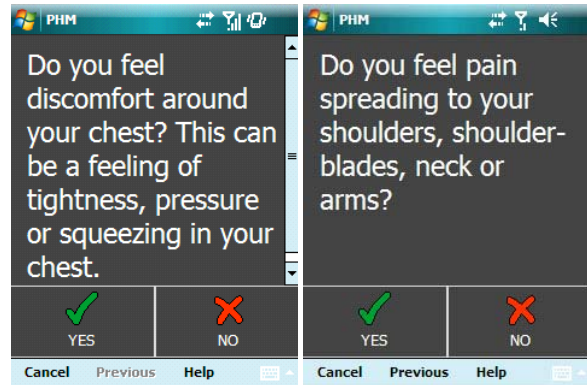 PHM
Do you feel
discomfort around
your chest? This can
be a feeling of
tightness, pressure
or squeezing in your
chest.
YES
NO
Cancel Previous Help
PHM
Do you feel pain
spreading to your
shoulders, shoulder-
blades, neck or
arms?
YES
NO
Cancel Previous Help